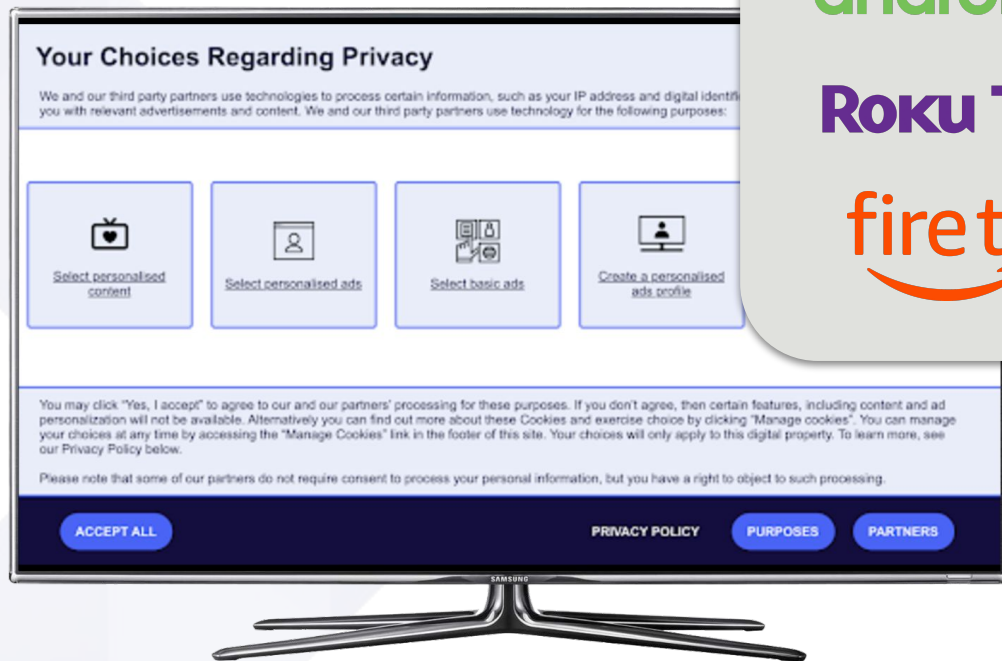 Your Choices Regarding Privacy
We and our third party partners use technologies to process certain information, such as your IP address and digital
you with relevant advertisements and content. We and our third party partners use technology for the following purposes:
Select personalised
content
Select personalised ads
Select basic ads
Create a personalised
ads profile
ROKU
fire
You may click "Yes, I accept" to agree to our and our partners' processing for these purposes. If you don't agree, then certain features, including content and ad
personalization will not be available. Alternatively you can find out more about these Cookies and exercise choice by clicking "Manage cookies". You can manage
your choices at any time by accessing the "Manage Cookies" link in the footer of this site. Your choices will only apply to this digital property. To learn more, see
our Privacy Policy below.
Please note that some of our partners do not require consent to process your personal information, but you have a right to object to such processing.
ACCEPT ALL
PRIVACY POLICY
PURPOSES
PARTNERS
SAMSUNG